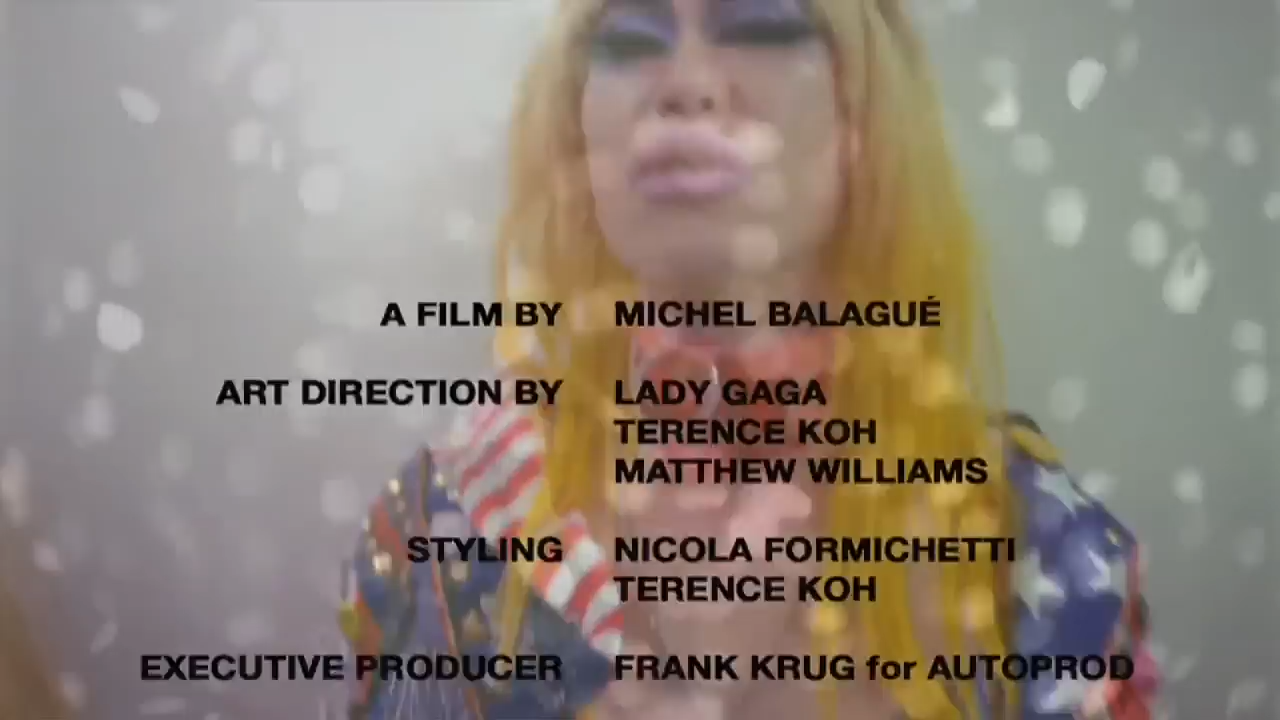 A FILM BY MICHEL BALAGUÉ
ART DIRECTION BY LADY GAGA
TERENCE KOH
MATTHEW WILLIAMS
STYLING NICOLA FORMICHETTI
TERENCE KOH
EXECUTIVE PRODUCER FRANK KRUG for AUTOPROD